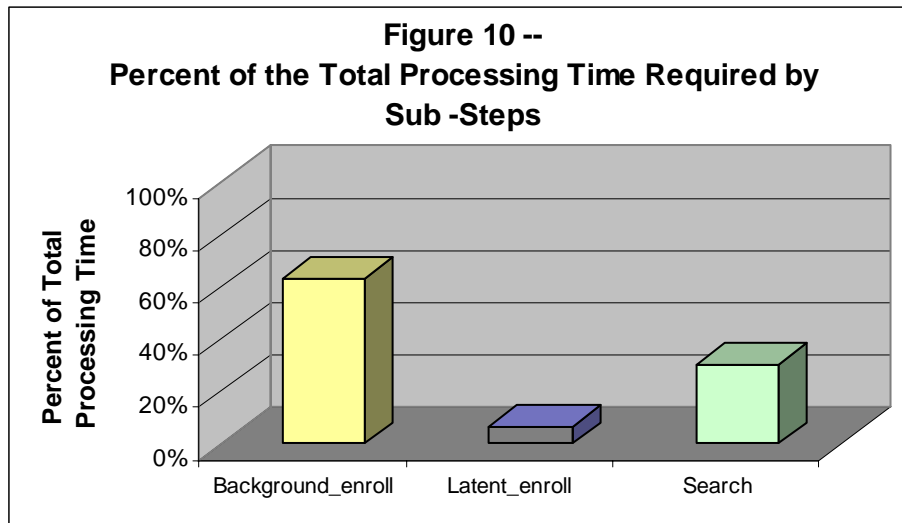 Figure 10 --
Percent of the Total Processing Time Required by
Sub -Steps
100%
80%
60%
40%
20%
0%
Percent of Total
Processing Time
Background_enroll
Latent_enroll
Search